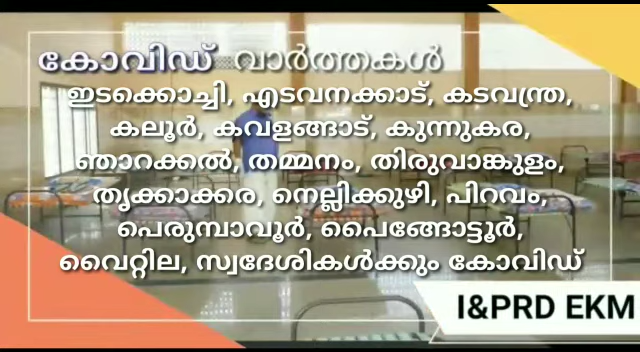 കോവിഡ് വാർത്തകൾ
ഇടക്കൊച്ചി, എടവനക്കാട്, കടവന്ത്ര,
കലൂർ, കവളങ്ങാട്, കുന്നുകര,
ഞാറക്കൽ, തമ്മനം, തിരുവാങ്കുളം,
തൃക്കാക്കര, നെല്ലിക്കുഴി, പിറവം,
പെരുമ്പാവൂർ, പൈങ്ങോട്ടൂർ,
വൈറ്റില, സ്വദേശികൾക്കും കോവിഡ്
I&PRD EKM